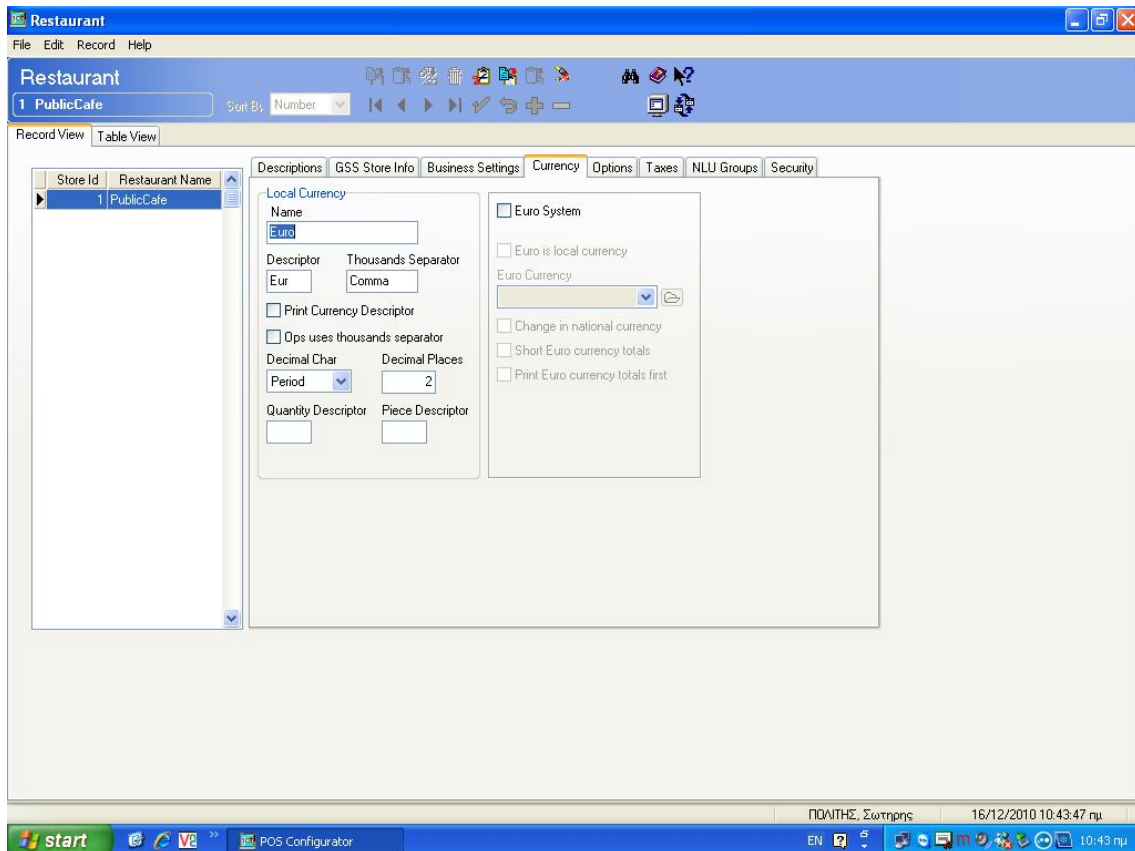 Restaurant
File Edit Record Help
Restaurant
1 PublicCafe Sort By Number
Record View Table View
Descriptions GSS Store Info Business Settings Currency Options Taxes NLU Groups Security
Store Id Restaurant Name
1 PublicCafe
Local Currency
Name
Euro
Descriptor Thousands Separator
Eur Comma
Print Currency Descriptor
Ops uses thousands separator
Decimal Char Decimal Places
Period 2
Quantity Descriptor Piece Descriptor
Euro System
Euro is local currency
Euro Currency
Change in national currency
Short Euro currency totals
Print Euro currency totals first
ΠΟΛΙΤΗΣ, Σωτηρης 16/12/2010 10:43:47 πμ
start POS Configurator EN 10:43 πμ